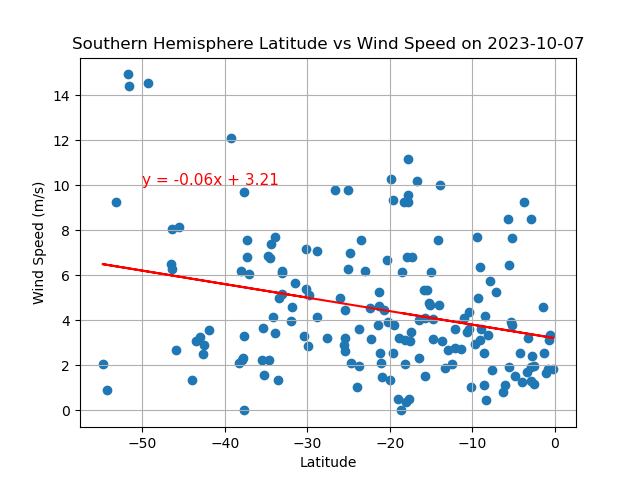 Southern Hemisphere Latitude vs Wind Speed on 2023-10-07
14
12
10
8
6
4
2
0
y = -0.06x + 3.21
Wind Speed (m/s)
−50 −40 −30 −20 −10 0
Latitude